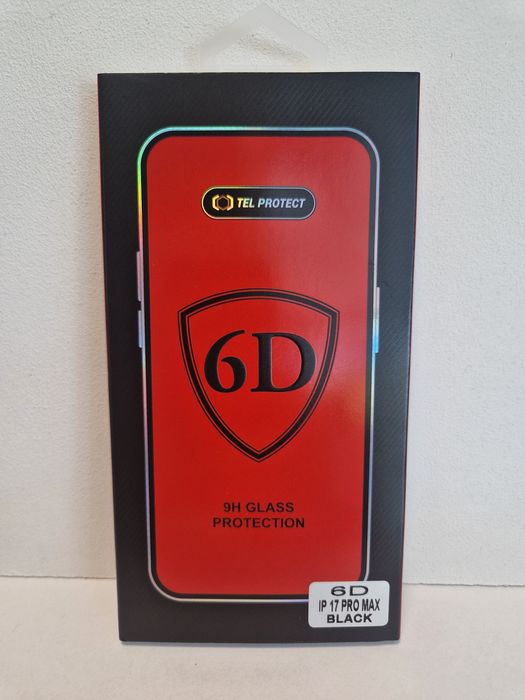 TEL PROTECT
6D
9H GLASS
PROTECTION
6D
IP 17 PRO MAX
BLACK